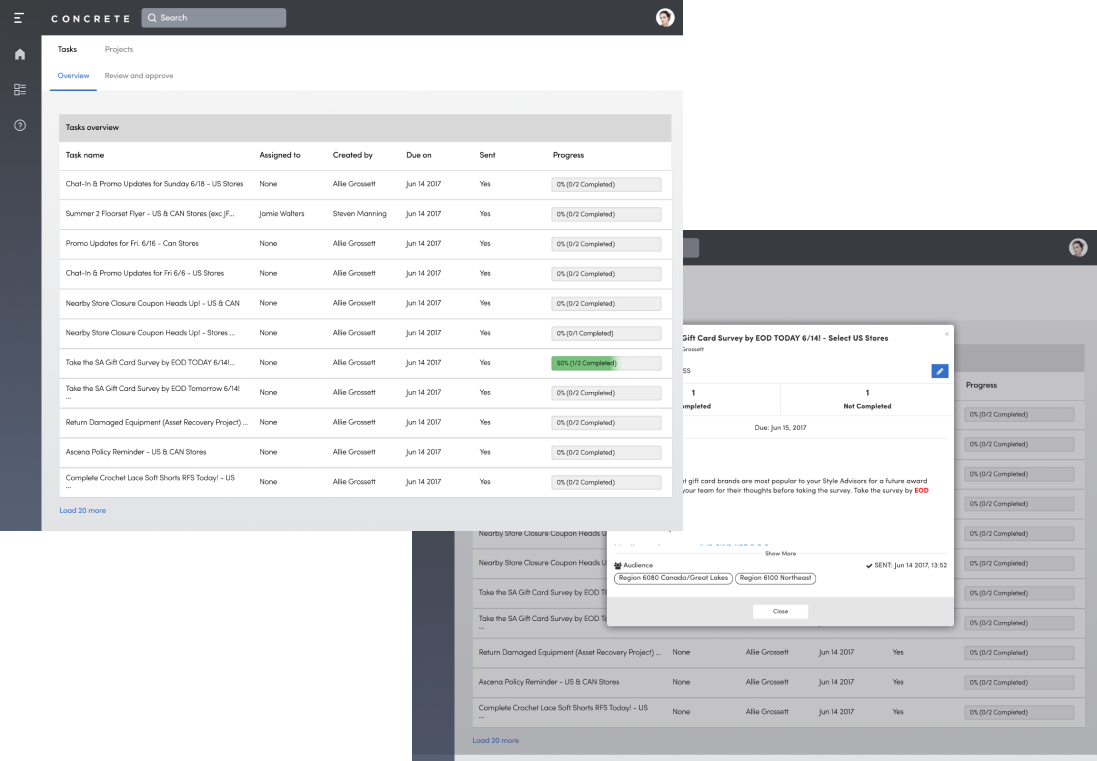 CONCRETE
Search
Tasks Projects
Overview Review and approve
Tasks overview
Task name Assigned to Created by Due on Sent Progress
Chat-In & Promo Updates for Sunday 6/18 - US Stores None Allie Grossett Jun 14 2017 Yes 0% (0/2 Completed)
Summer 2 Floorset Flyer - US & CAN Stores (exc JF... Jamie Walters Steven Manning Jun 14 2017 Yes 0% (0/2 Completed)
Promo Updates for Fri. 6/16 - Can Stores None Allie Grossett Jun 14 2017 Yes 0% (0/2 Completed)
Chat-In & Promo Updates for Fri 6/6 - US Stores None Allie Grossett Jun 14 2017 Yes 0% (0/2 Completed)
Nearby Store Closure Coupon Heads Up! - US & CAN None Allie Grossett Jun 14 2017 Yes 0% (0/2 Completed)
Nearby Store Closure Coupon Heads Up! - Stores ... None Allie Grossett Jun 14 2017 Yes 0% (0/1 Completed)
Take the SA Gift Card Survey by EOD TODAY 6/14!... None Allie Grossett Jun 14 2017 Yes 50% (1/2 Completed)
Take the SA Gift Card Survey by EOD Tomorrow 6/14!
... None Allie Grossett Jun 14 2017 Yes 0% (0/2 Completed)
Return Damaged Equipment (Asset Recovery Project) ... None Allie Grossett Jun 14 2017 Yes 0% (0/2 Completed)
Ascena Policy Reminder - US & CAN Stores None Allie Grossett Jun 14 2017 Yes 0% (0/2 Completed)
Complete Crochet Lace Soft Shorts RFS Today! - US
... None Allie Grossett Jun 14 2017 Yes 0% (0/2 Completed)
Load 20 more
Gift Card Survey by EOD TODAY 6/14! - Select US Stores
Grossett
SS
1 1
mpleted Not Completed
Due: Jun 15, 2017
gift card brands are most popular to your Style Advisors for a future award
your team for their thoughts before taking the survey. Take the survey by EOD
Show More
Audience SENT: Jun 14 2017, 13:52
Region 6080 Canada/Great Lakes Region 6100 Northeast
Close
Progress
0% (0/2 Completed)
0% (0/2 Completed)
0% (0/2 Completed)
0% (0/2 Completed)
Nearby Store Closure Coupon Heads U 0% (0/2 Completed)
Nearby Store Closure Coupon Heads U 0% (0/2 Completed)
Take the SA Gift Card Survey by EOD T 0% (0/2 Completed)
Take the SA Gift Card Survey by EOD To
... 0% (0/2 Completed)
Return Damaged Equipment (Asset Recovery Project) ... None Allie Grossett Jun 14 2017 Yes 0% (0/2 Completed)
Ascena Policy Reminder - US & CAN Stores None Allie Grossett Jun 14 2017 Yes 0% (0/2 Completed)
Complete Crochet Lace Soft Shorts RFS Today! - US
... None Allie Grossett Jun 14 2017 Yes 0% (0/2 Completed)
Load 20 more